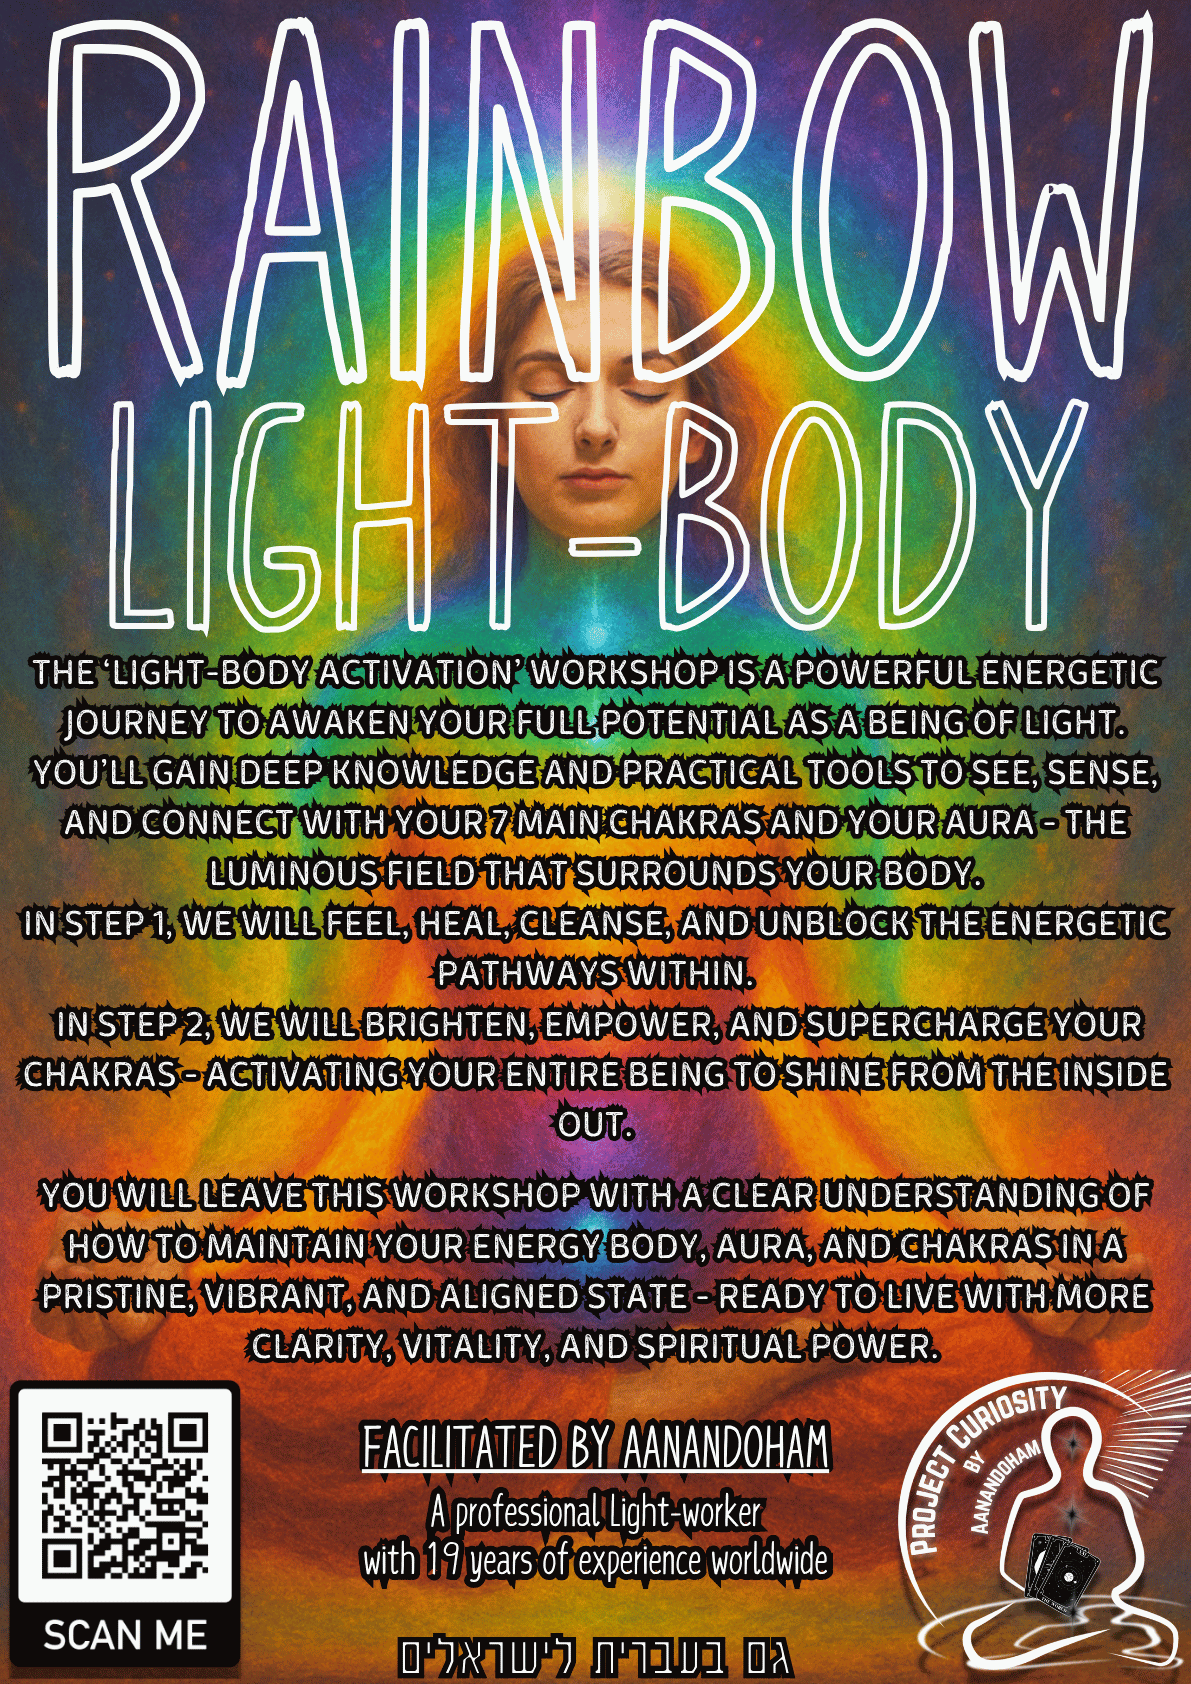 RAINBOW
LIGHT-BODY
THE ‘LIGHT-BODY ACTIVATION’ WORKSHOP IS A POWERFUL ENERGETIC
JOURNEY TO AWAKEN YOUR FULL POTENTIAL AS A BEING OF LIGHT.
YOU’LL GAIN DEEP KNOWLEDGE AND PRACTICAL TOOLS TO SEE, SENSE,
AND CONNECT WITH YOUR 7 MAIN CHAKRAS AND YOUR AURA - THE
LUMINOUS FIELD THAT SURROUNDS YOUR BODY.
IN STEP 1, WE WILL FEEL, HEAL, CLEANSE, AND UNBLOCK THE ENERGETIC
PATHWAYS WITHIN.
IN STEP 2, WE WILL BRIGHTEN, EMPOWER, AND SUPERCHARGE YOUR
CHAKRAS - ACTIVATING YOUR ENTIRE BEING TO SHINE FROM THE INSIDE
OUT.
YOU WILL LEAVE THIS WORKSHOP WITH A CLEAR UNDERSTANDING OF
HOW TO MAINTAIN YOUR ENERGY BODY, AURA, AND CHAKRAS IN A
PRISTINE, VIBRANT, AND ALIGNED STATE - READY TO LIVE WITH MORE
CLARITY, VITALITY, AND SPIRITUAL POWER.
SCAN ME
FACILITATED BY AANANDOHAM
A professional Light-worker
with 19 years of experience worldwide
גם בעברית לישראלים
PROJECT CURIOSITY
BY
AANANDOHAM
THE WORLD